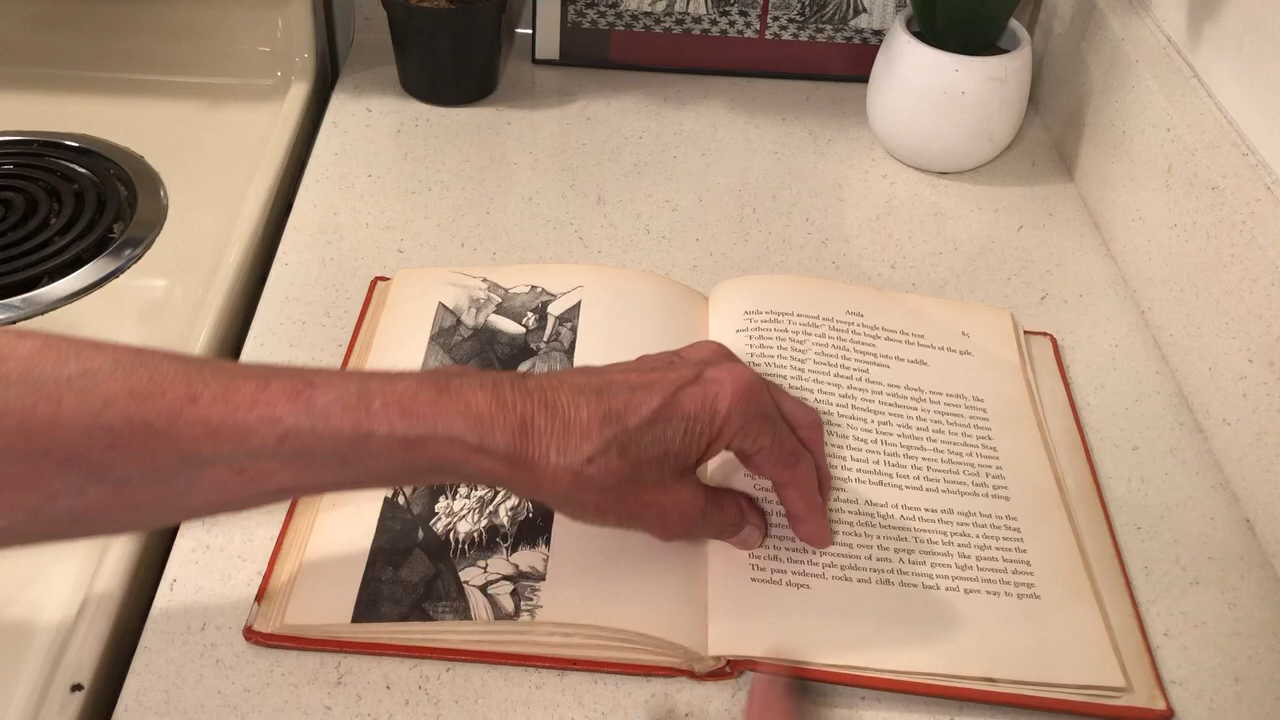 Attila
85
Attila whipped around and swept a bugle from the tent.
"To saddle! To saddle!" blared the bugle above the howls of the gale,
and others took up the call in the distance.
"Follow the Stag!" cried Attila, leaping into the saddle.
"Follow the Stag!" echoed the mountains.
"Follow the Stag!" howled the wind.
The White Stag moved ahead of them, now slowly, now swiftly, like
will-o'-the-wisp, always just within sight but never letting
leading them safely over treacherous icy expanses, across
Attila and Bendeguz were in the van, behind them
breaking a path wide and safe for the pack-
No one knew whether the miraculous Stag
White Stag of Hun legends—the Stag of Hunor
was their own faith they were following now as
hand of Hadur the Powerful God. Faith
the stumbling feet of their horses, faith gave
through the buffeting wind and whirlpools of sting-
abated. Ahead of them was still night but in the
with waking light. And then they saw that the Stag
defile between towering peaks, a deep secret
the rocks by a rivulet. To the left and right were the
over the gorge curiously like giants leaning
to watch a procession of ants. A faint green light hovered above
the cliffs, then the pale golden rays of the rising sun poured into the gorge.
The pass widened, rocks and cliffs drew back and gave way to gentle
wooded slopes.